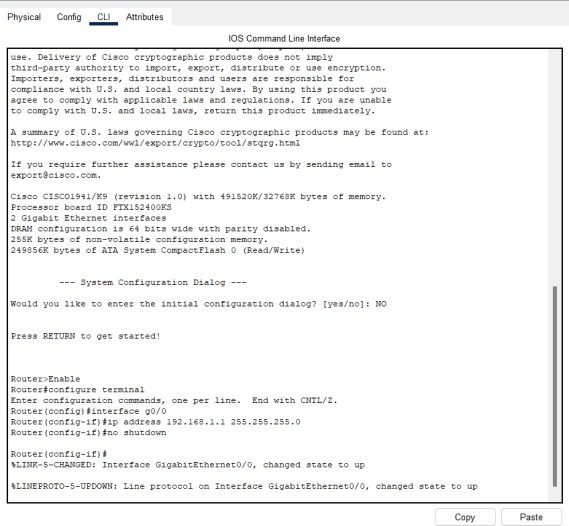 Physical Config CLI Attributes
IOS Command Line Interface
use. Delivery of Cisco cryptographic products does not imply
third-party authority to import, export, distribute or use encryption.
Importers, exporters, distributors and users are responsible for
compliance with U.S. and local country laws. By using this product you
agree to comply with applicable laws and regulations. If you are unable
to comply with U.S. and local laws, return this product immediately.
A summary of U.S. laws governing Cisco cryptographic products may be found at:
http://www.cisco.com/wwl/export/crypto/tool/stqrg.html
If you require further assistance please contact us by sending email to
export@cisco.com.
Cisco CISCO1941/K9 (revision 1.0) with 491520K/32768K bytes of memory.
Processor board ID FTX152400KS
2 Gigabit Ethernet interfaces
DRAM configuration is 64 bits wide with parity disabled.
255K bytes of non-volatile configuration memory.
249856K bytes of ATA System CompactFlash 0 (Read/Write)
--- System Configuration Dialog ---
Would you like to enter the initial configuration dialog? [yes/no]: NO
Press RETURN to get started!
Router>Enable
Router#configure terminal
Enter configuration commands, one per line. End with CNTL/Z.
Router(config)#interface g0/0
Router(config-if)#ip address 192.168.1.1 255.255.255.0
Router(config-if)#no shutdown
Router(config-if)#
%LINK-5-CHANGED: Interface GigabitEthernet0/0, changed state to up
%LINEPROTO-5-UPDOWN: Line protocol on Interface GigabitEthernet0/0, changed state to up
Copy Paste